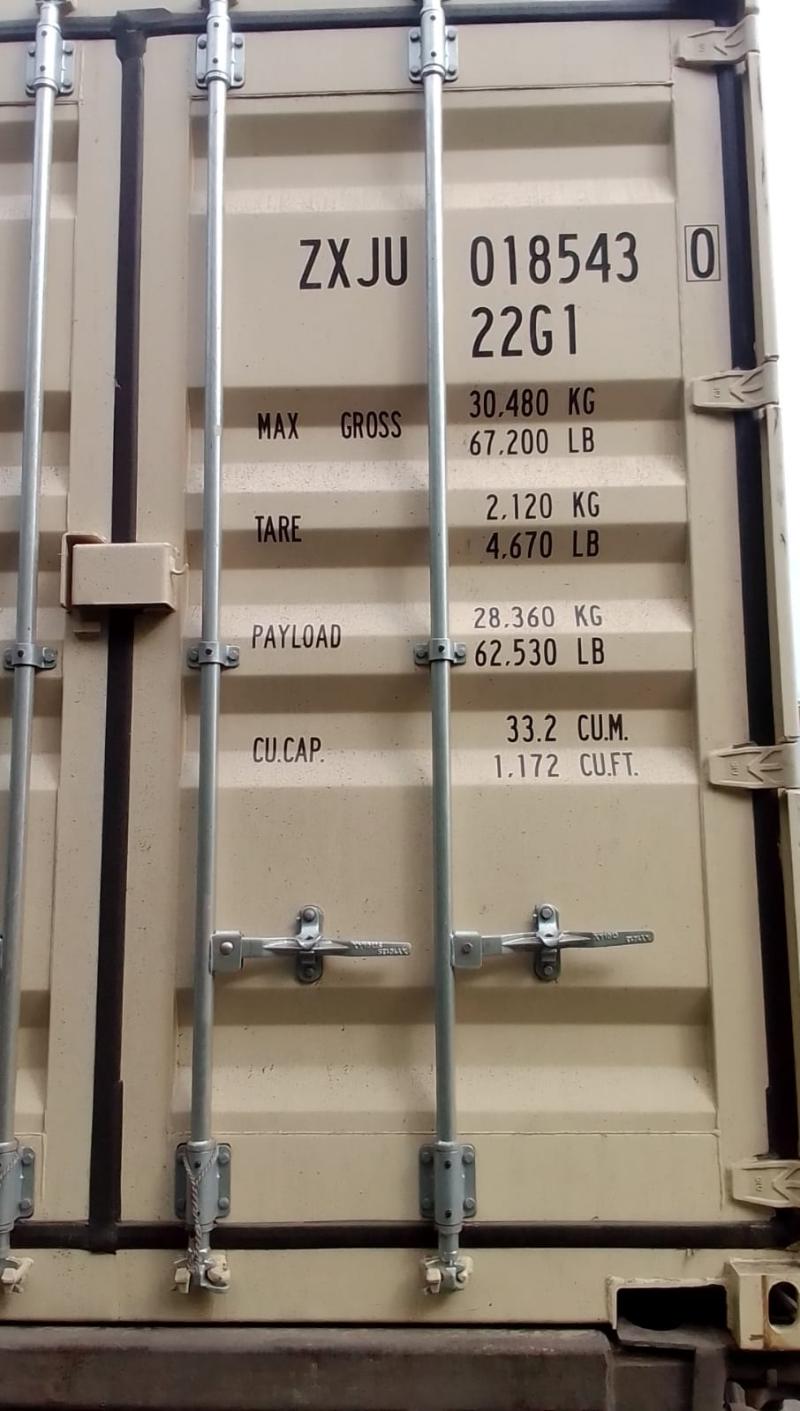 ZXJU 018543 0
22G1
MAX GROSS 30,480 KG
67,200 LB
TARE 2,120 KG
4,670 LB
PAYLOAD 28,360 KG
62,530 LB
CU.CAP. 33.2 CU.M.
1,172 CU.FT.